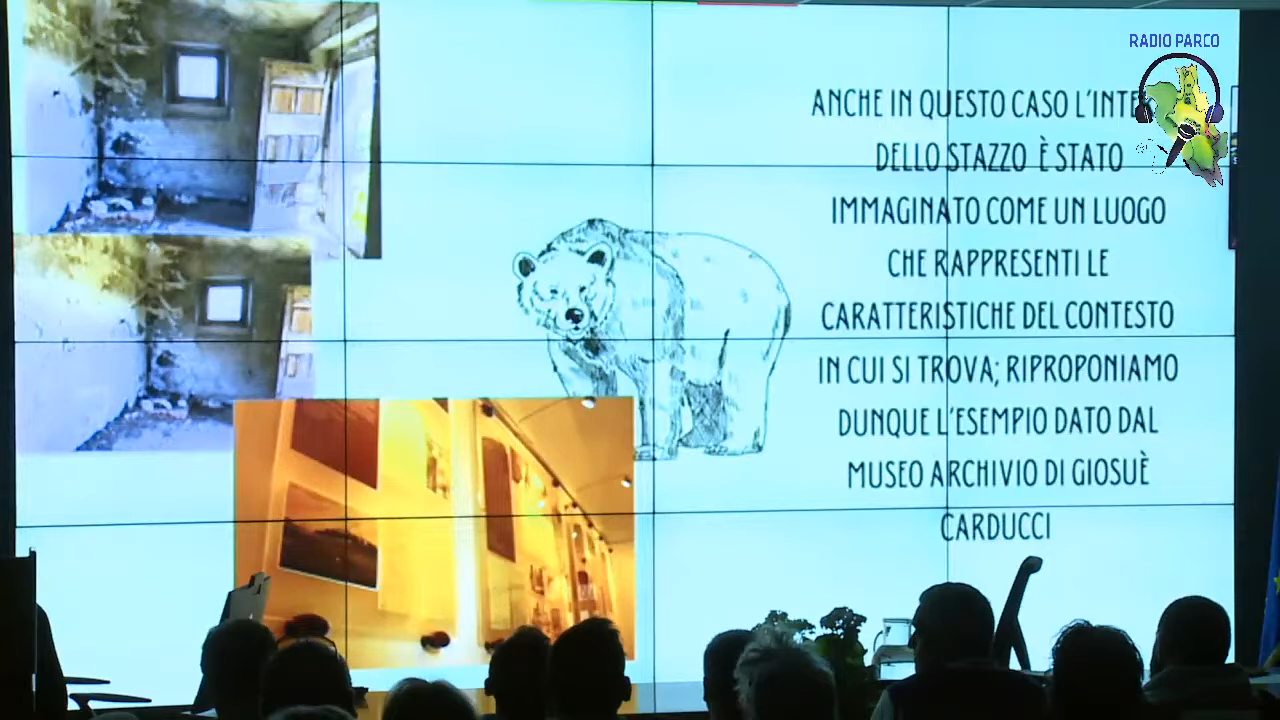 RADIO PARCO
ANCHE IN QUESTO CASO
DELLO STAZZO È STATO
IMMAGINATO COME UN LUOGO
CHE RAPPRESENTI LE
CARATTERISTICHE DEL CONTESTO
IN CUI SI TROVA; RIPROPONIAMO
DUNQUE L'ESEMPIO DATO DAL
MUSEO ARCHIVIO DI GIOSUÈ
CARDUCCI